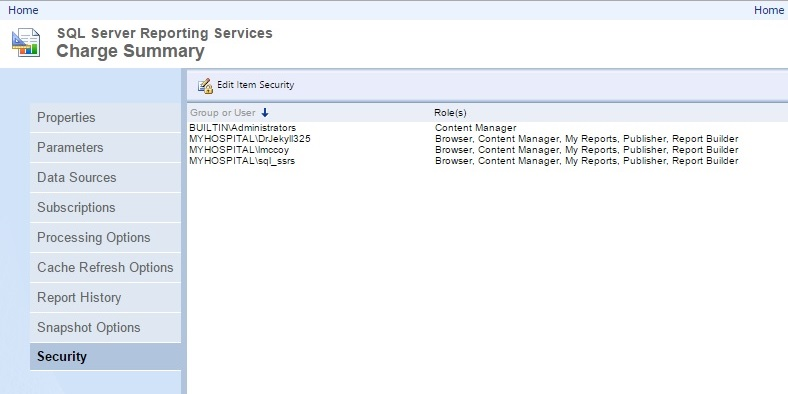 Home Home
SQL Server Reporting Services
Charge Summary
Edit Item Security
Properties
Parameters
Data Sources
Subscriptions
Processing Options
Cache Refresh Options
Report History
Snapshot Options
Security
Group or User Role(s)
BUILTIN\Administrators Content Manager
MYHOSPITAL\DrJekyll325 Browser, Content Manager, My Reports, Publisher, Report Builder
MYHOSPITAL\lmccoy Browser, Content Manager, My Reports, Publisher, Report Builder
MYHOSPITAL\sql_ssrs Browser, Content Manager, My Reports, Publisher, Report Builder